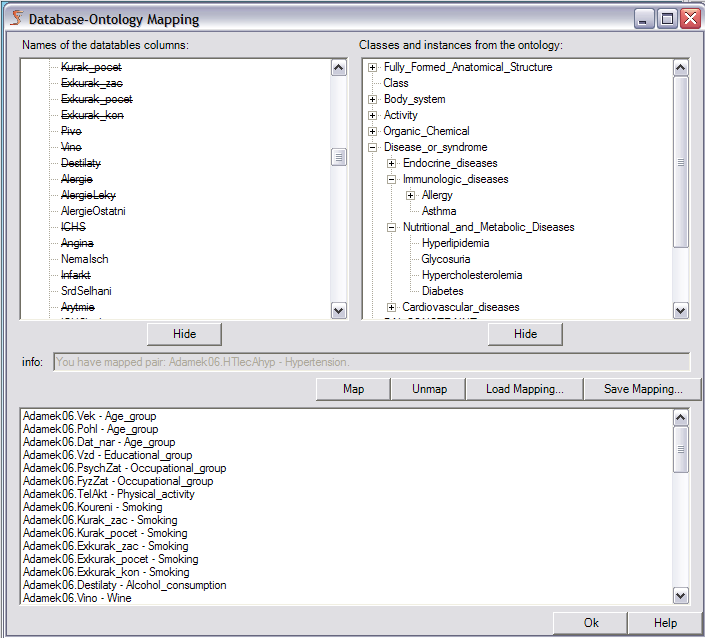 Database-Ontology Mapping
Names of the datatables columns:
Kurak_pocet
Exkurak_zac
Exkurak_pocet
Exkurak_kon
Pivo
Vino
Destilaty
Alergie
AlergieLeky
AlergieOstatni
ICHS
Angina
NemaIsch
Infarkt
SrdSelhani
Arytmie
Hide
Classes and instances from the ontology:
Fully_Formed_Anatomical_Structure
Class
Body_system
Activity
Organic_Chemical
Disease_or_syndrome
Endocrine_diseases
Immunologic_diseases
Allergy
Asthma
Nutritional_and_Metabolic_Diseases
Hyperlipidemia
Glycosuria
Hypercholesterolemia
Diabetes
Cardiovascular_diseases
Hide
info:
You have mapped pair: Adamek06.HTlecAhyp - Hypertension.
Map
Unmap
Load Mapping...
Save Mapping...
Adamek06.Vek - Age_group
Adamek06.Pohl - Age_group
Adamek06.Dat_nar - Age_group
Adamek06.Vzd - Educational_group
Adamek06.PsychZat - Occupational_group
Adamek06.FyzZat - Occupational_group
Adamek06.TelAkt - Physical_activity
Adamek06.Koureni - Smoking
Adamek06.Kurak_zac - Smoking
Adamek06.Kurak_pocet - Smoking
Adamek06.Exkurak_zac - Smoking
Adamek06.Exkurak_pocet - Smoking
Adamek06.Exkurak_kon - Smoking
Adamek06.Destilaty - Alcohol_consumption
Adamek06.Vino - Wine
Ok
Help